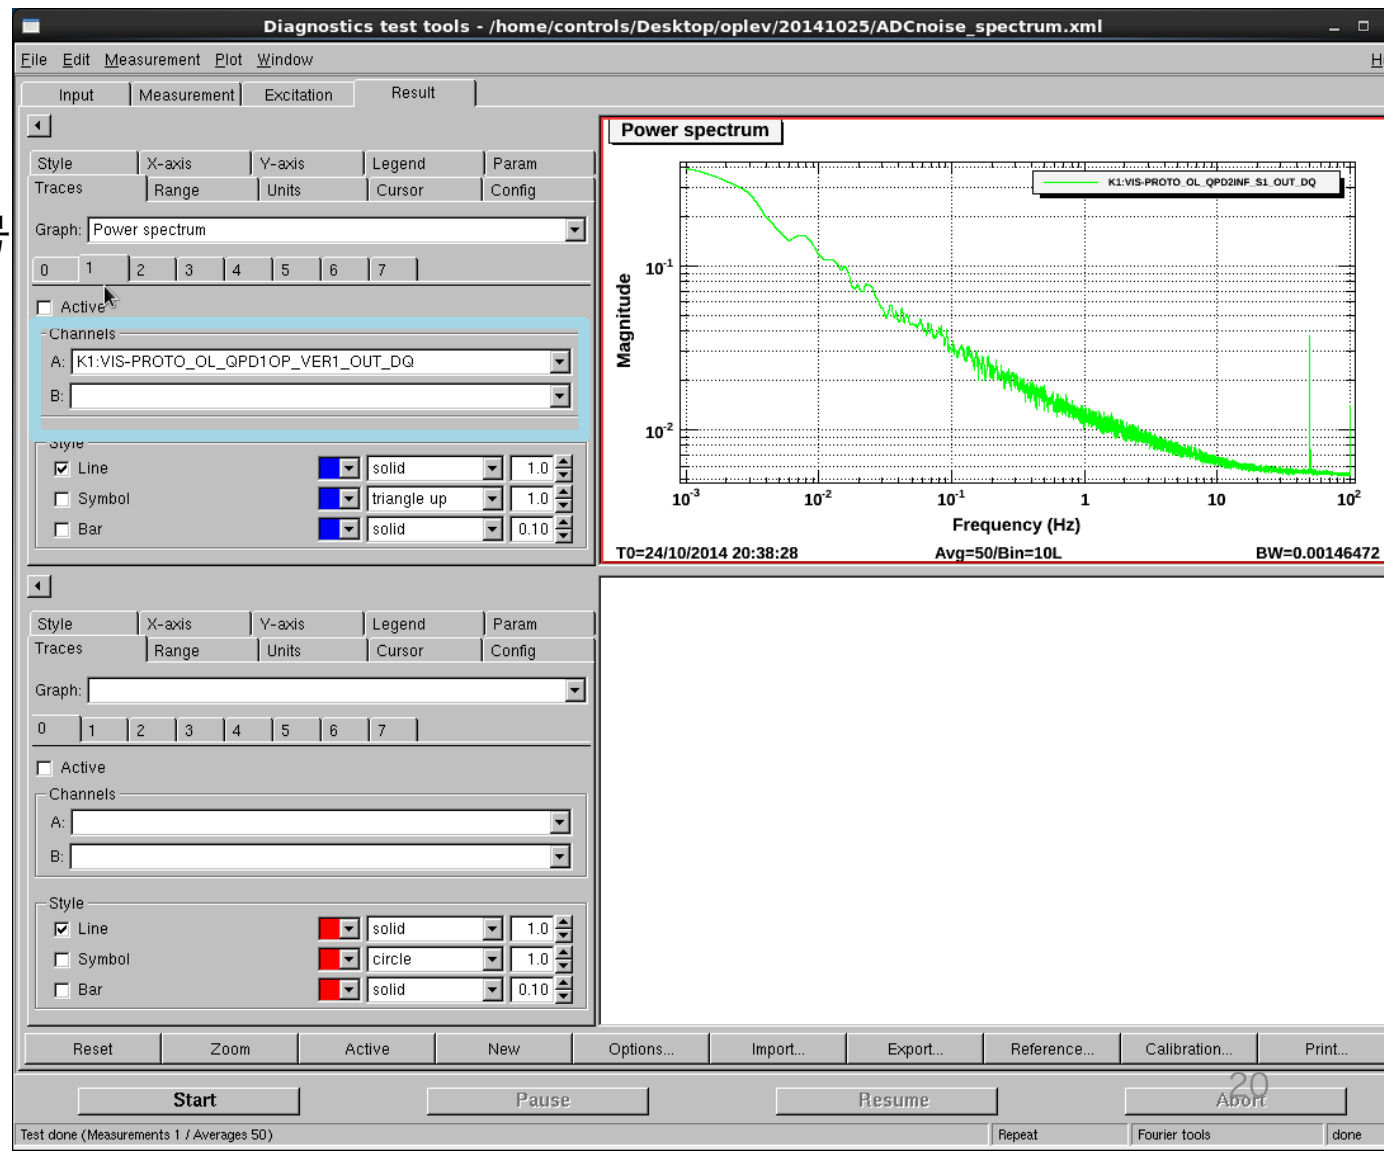 Diagnostics test tools - /home/controls/Desktop/oplev/20141025/ADCnoise_spectrum.xml
File Edit Measurement Plot Window
Input Measurement Excitation Result
Style X-axis Y-axis Legend Param
Traces Range Units Cursor Config
Graph: Power spectrum
0 1 2 3 4 5 6 7
Active
Channels
A: K1:VIS-PROTO_OL_QPD1OP_VER1_OUT_DQ
B:
Style
Line solid 1.0
Symbol triangle up 1.0
Bar solid 0.10
Power spectrum
K1:VIS-PROTO_OL_QPD2INF_S1_OUT_DQ
Magnitude
10⁻¹
10⁻²
10⁻³ 10⁻² 10⁻¹ 1 10 10²
Frequency (Hz)
T0=24/10/2014 20:38:28 Avg=50/Bin=10L BW=0.00146472
Style X-axis Y-axis Legend Param
Traces Range Units Cursor Config
Graph:
0 1 2 3 4 5 6 7
Active
Channels
A:
B:
Style
Line solid 1.0
Symbol circle 1.0
Bar solid 0.10
Reset Zoom Active New Options... Import... Export... Reference... Calibration... Print...
Start Pause Resume Abort
20
Test done (Measurements 1 / Averages 50) Repeat Fourier tools done